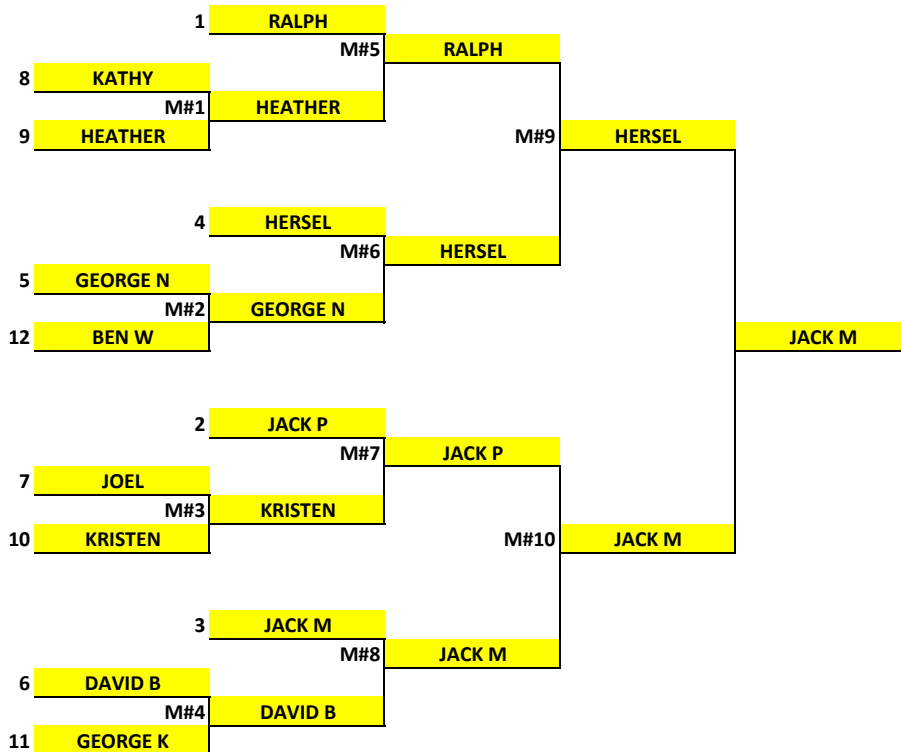 1 RALPH
M#5 RALPH
8 KATHY
M#1 HEATHER
9 HEATHER M#9 HERSEL
4 HERSEL
M#6 HERSEL
5 GEORGE N
M#2 GEORGE N
12 BEN W JACK M
2 JACK P
M#7 JACK P
7 JOEL
M#3 KRISTEN
10 KRISTEN M#10 JACK M
3 JACK M
M#8 JACK M
6 DAVID B
M#4 DAVID B
11 GEORGE K